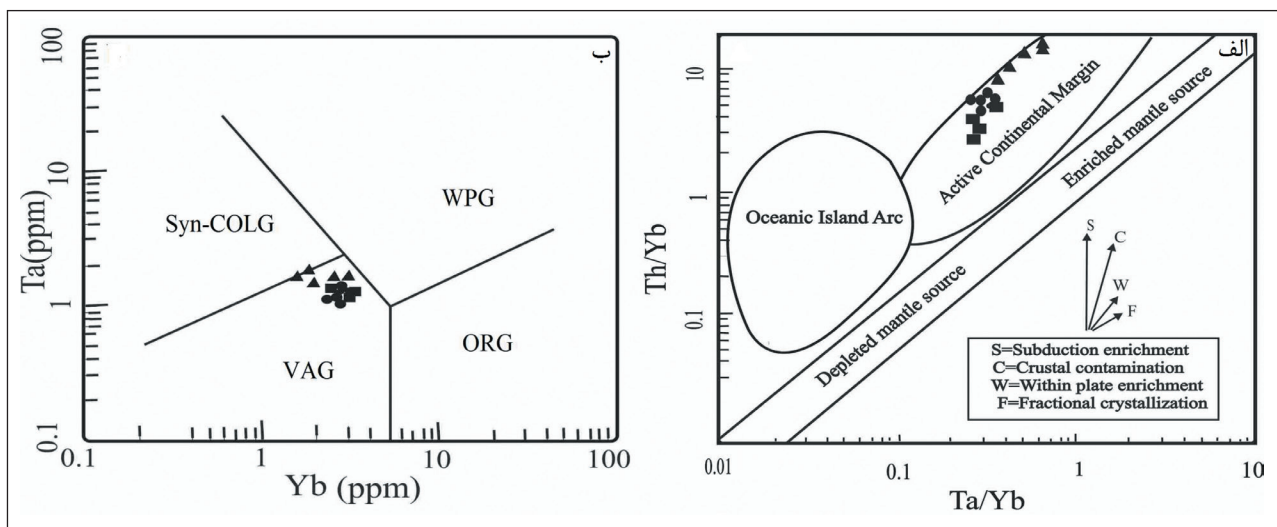 ب
100
10
1
0.1
Ta(ppm)
Syn-COLG
WPG
VAG
ORG
0.1
1
10
100
Yb (ppm)
الف
10
1
0.1
Th/Yb
Oceanic Island Arc
Active Continental Margin
Enriched mantle source
Depleted mantle source
S
C
W
F
S=Subduction enrichment
C=Crustal contamination
W=Within plate enrichment
F=Fractional crystallization
0.01
0.1
1
10
Ta/Yb